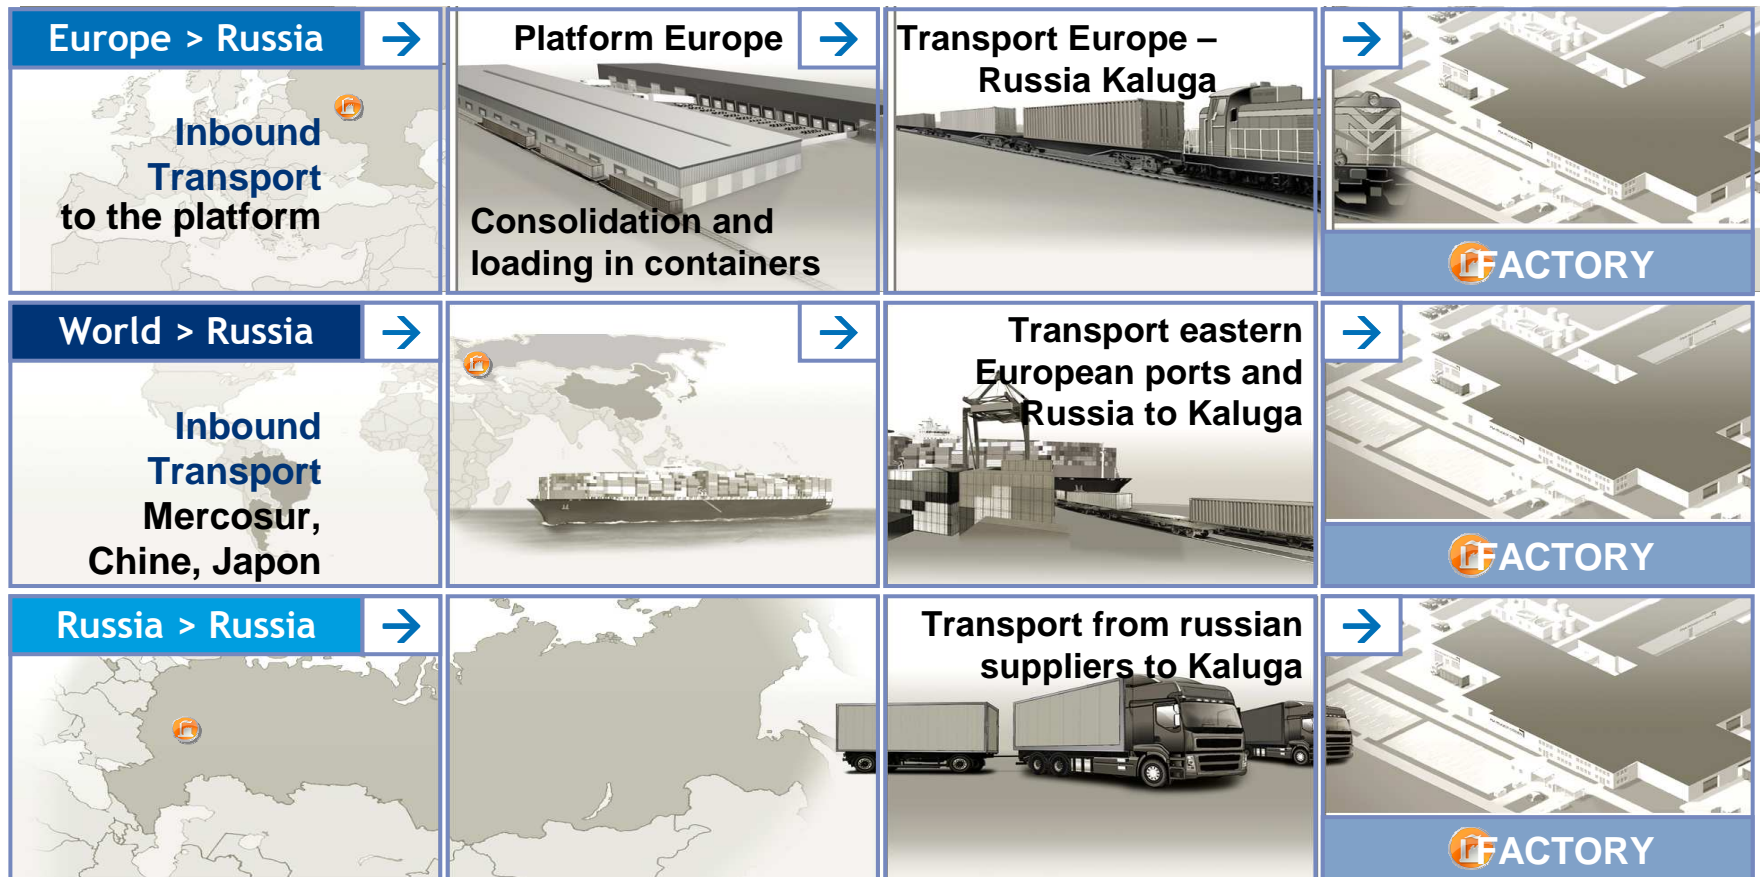 Europe > Russia
Inbound
Transport
to the platform
Platform Europe
Consolidation and
loading in containers
Transport Europe –
Russia Kaluga
FACTORY
World > Russia
Inbound
Transport
Mercosur,
Chine, Japon
Transport eastern
European ports and
Russia to Kaluga
FACTORY
Russia > Russia
Transport from russian
suppliers to Kaluga
FACTORY